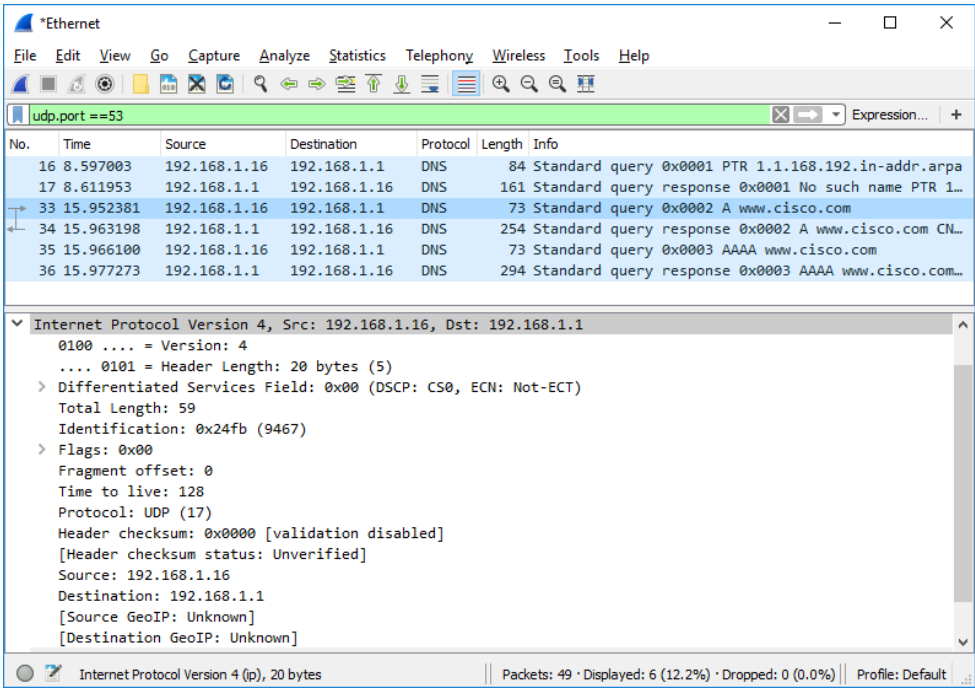 *Ethernet
File Edit View Go Capture Analyze Statistics Telephony Wireless Tools Help
udp.port ==53 Expression... +
No. Time Source Destination Protocol Length Info
16 8.597003 192.168.1.16 192.168.1.1 DNS 84 Standard query 0x0001 PTR 1.1.168.192.in-addr.arpa
17 8.611953 192.168.1.1 192.168.1.16 DNS 161 Standard query response 0x0001 No such name PTR 1…
33 15.952381 192.168.1.16 192.168.1.1 DNS 73 Standard query 0x0002 A www.cisco.com
34 15.963198 192.168.1.1 192.168.1.16 DNS 254 Standard query response 0x0002 A www.cisco.com CN…
35 15.966100 192.168.1.16 192.168.1.1 DNS 73 Standard query 0x0003 AAAA www.cisco.com
36 15.977273 192.168.1.1 192.168.1.16 DNS 294 Standard query response 0x0003 AAAA www.cisco.com…
Internet Protocol Version 4, Src: 192.168.1.16, Dst: 192.168.1.1
0100 .... = Version: 4
.... 0101 = Header Length: 20 bytes (5)
Differentiated Services Field: 0x00 (DSCP: CS0, ECN: Not-ECT)
Total Length: 59
Identification: 0x24fb (9467)
Flags: 0x00
Fragment offset: 0
Time to live: 128
Protocol: UDP (17)
Header checksum: 0x0000 [validation disabled]
[Header checksum status: Unverified]
Source: 192.168.1.16
Destination: 192.168.1.1
[Source GeoIP: Unknown]
[Destination GeoIP: Unknown]
Internet Protocol Version 4 (ip), 20 bytes Packets: 49 · Displayed: 6 (12.2%) · Dropped: 0 (0.0%) Profile: Default